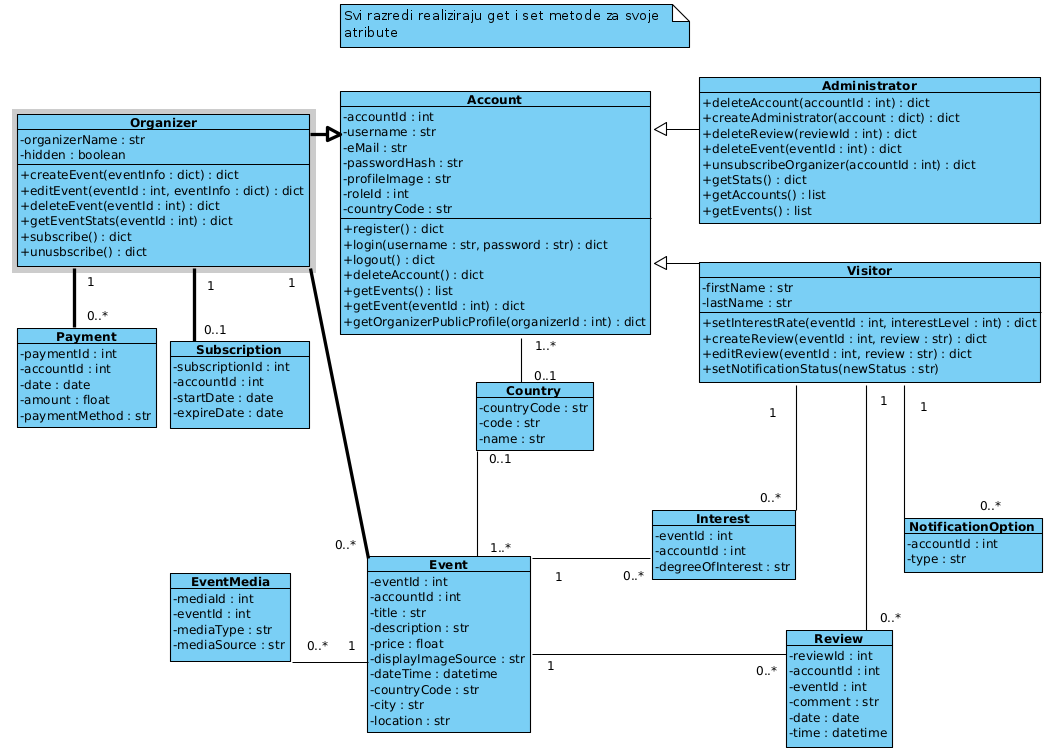 Svi razredi realiziraju get i set metode za svoje
atribute
Organizer
-organizerName : str
-hidden : boolean
+createEvent(eventInfo : dict) : dict
+editEvent(eventId : int, eventInfo : dict) : dict
+deleteEvent(eventId : int) : dict
+getEventStats(eventId : int) : dict
+subscribe() : dict
+unusbscribe() : dict
Account
-accountId : int
-username : str
-eMail : str
-passwordHash : str
-profileImage : str
-roleId : int
-countryCode : str
+register() : dict
+login(username : str, password : str) : dict
+logout() : dict
+deleteAccount() : dict
+getEvents() : list
+getEvent(eventId : int) : dict
+getOrganizerPublicProfile(organizerId : int) : dict
Administrator
+deleteAccount(accountId : int) : dict
+createAdministrator(account : dict) : dict
+deleteReview(reviewId : int) : dict
+deleteEvent(eventId : int) : dict
+unsubscribeOrganizer(accountId : int) : dict
+getStats() : dict
+getAccounts() : list
+getEvents() : list
Visitor
-firstName : str
-lastName : str
+setInterestRate(eventId : int, interestLevel : int) : dict
+createReview(eventId : int, review : str) : dict
+editReview(eventId : int, review : str) : dict
+setNotificationStatus(newStatus : str)
1
0..*
1
0..1
1
0..*
Payment
-paymentId : int
-accountId : int
-date : date
-amount : float
-paymentMethod : str
Subscription
-subscriptionId : int
-accountId : int
-startDate : date
-expireDate : date
1..*
0..1
Country
-countryCode : str
-code : str
-name : str
0..1
1..*
1
0..*
1
0..*
1
0..*
Interest
-eventId : int
-accountId : int
-degreeOfInterest : str
NotificationOption
-accountId : int
-type : str
EventMedia
-mediaId : int
-eventId : int
-mediaType : str
-mediaSource : str
0..*
1
Event
-eventId : int
-accountId : int
-title : str
-description : str
-price : float
-displayImageSource : str
-dateTime : datetime
-countryCode : str
-city : str
-location : str
1
0..*
1
0..*
Review
-reviewId : int
-accountId : int
-eventId : int
-comment : str
-date : date
-time : datetime